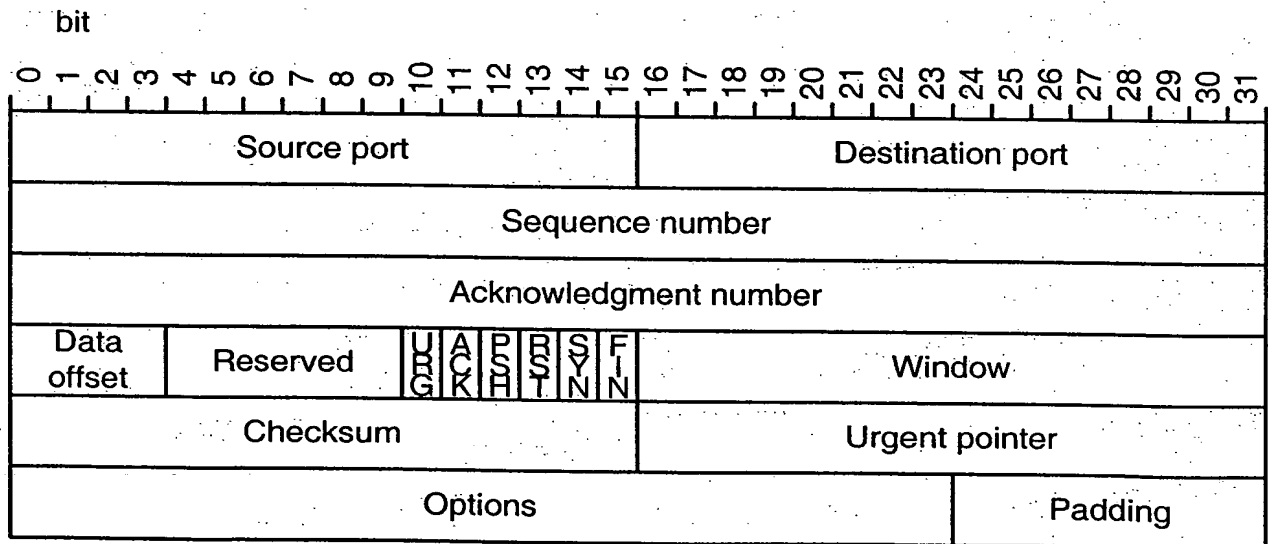 bit
0 1 2 3 4 5 6 7 8 9 10 11 12 13 14 15 16 17 18 19 20 21 22 23 24 25 26 27 28 29 30 31
Source port Destination port
Sequence number
Acknowledgment number
Data offset Reserved URG ACK PSH RST SYN FIN Window
Checksum Urgent pointer
Options Padding